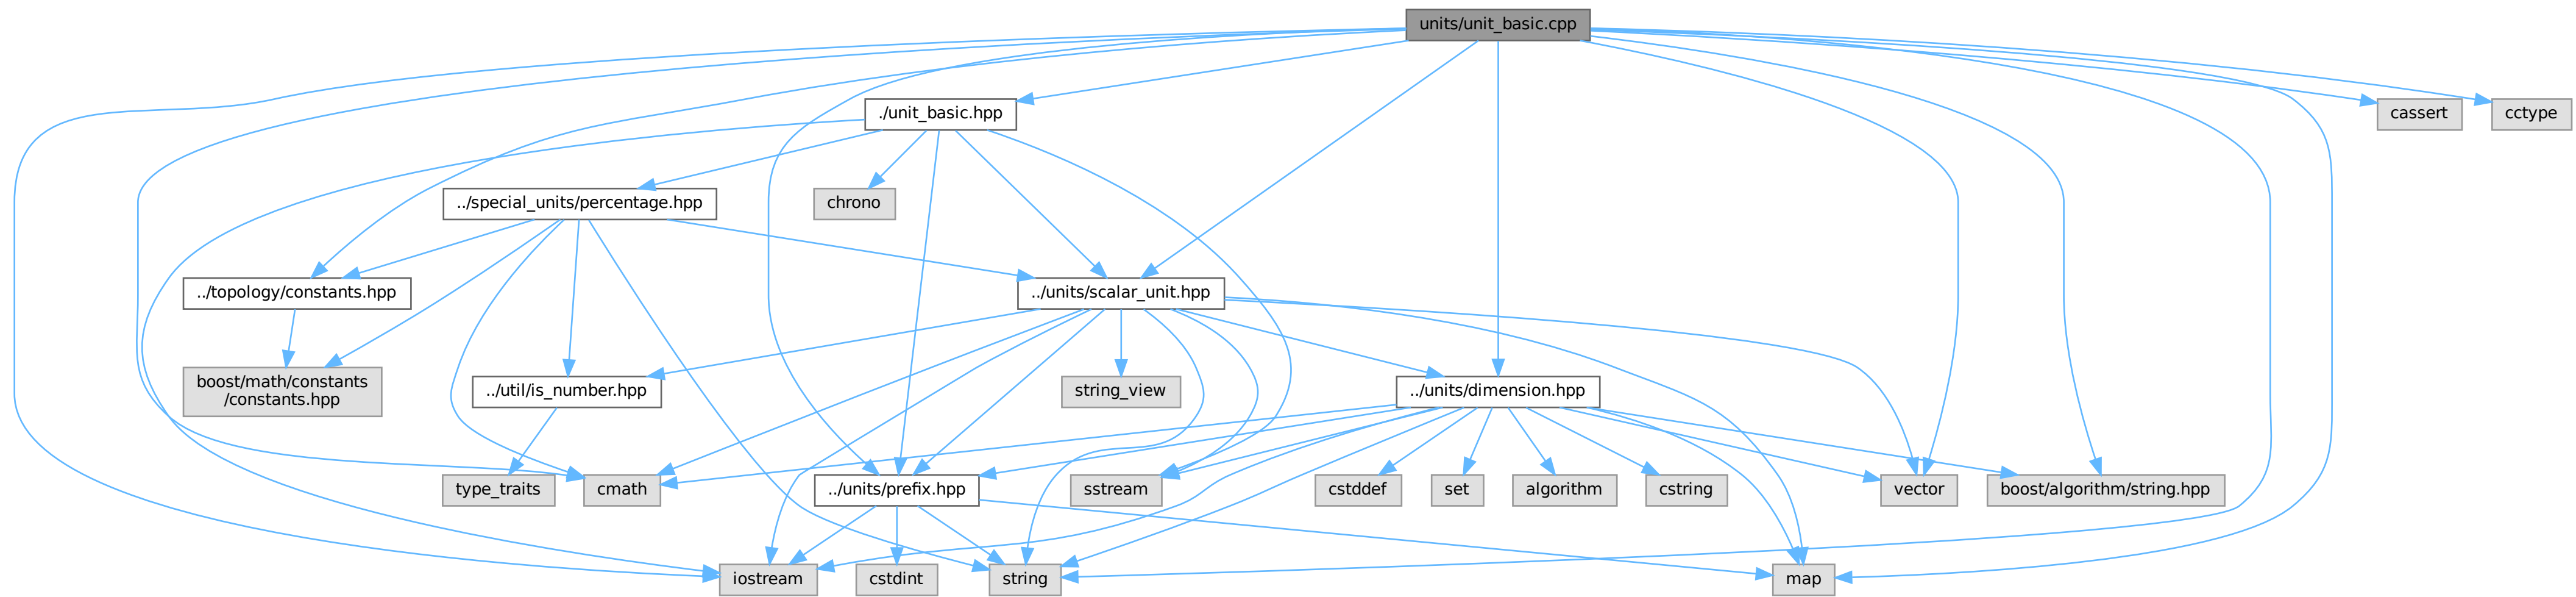 units/unit_basic.cpp
./unit_basic.hpp
cassert
cctype
../special_units/percentage.hpp
chrono
../topology/constants.hpp
../units/scalar_unit.hpp
boost/math/constants
/constants.hpp
../util/is_number.hpp
string_view
../units/dimension.hpp
type_traits
cmath
../units/prefix.hpp
sstream
cstddef
set
algorithm
cstring
vector
boost/algorithm/string.hpp
iostream
cstdint
string
map